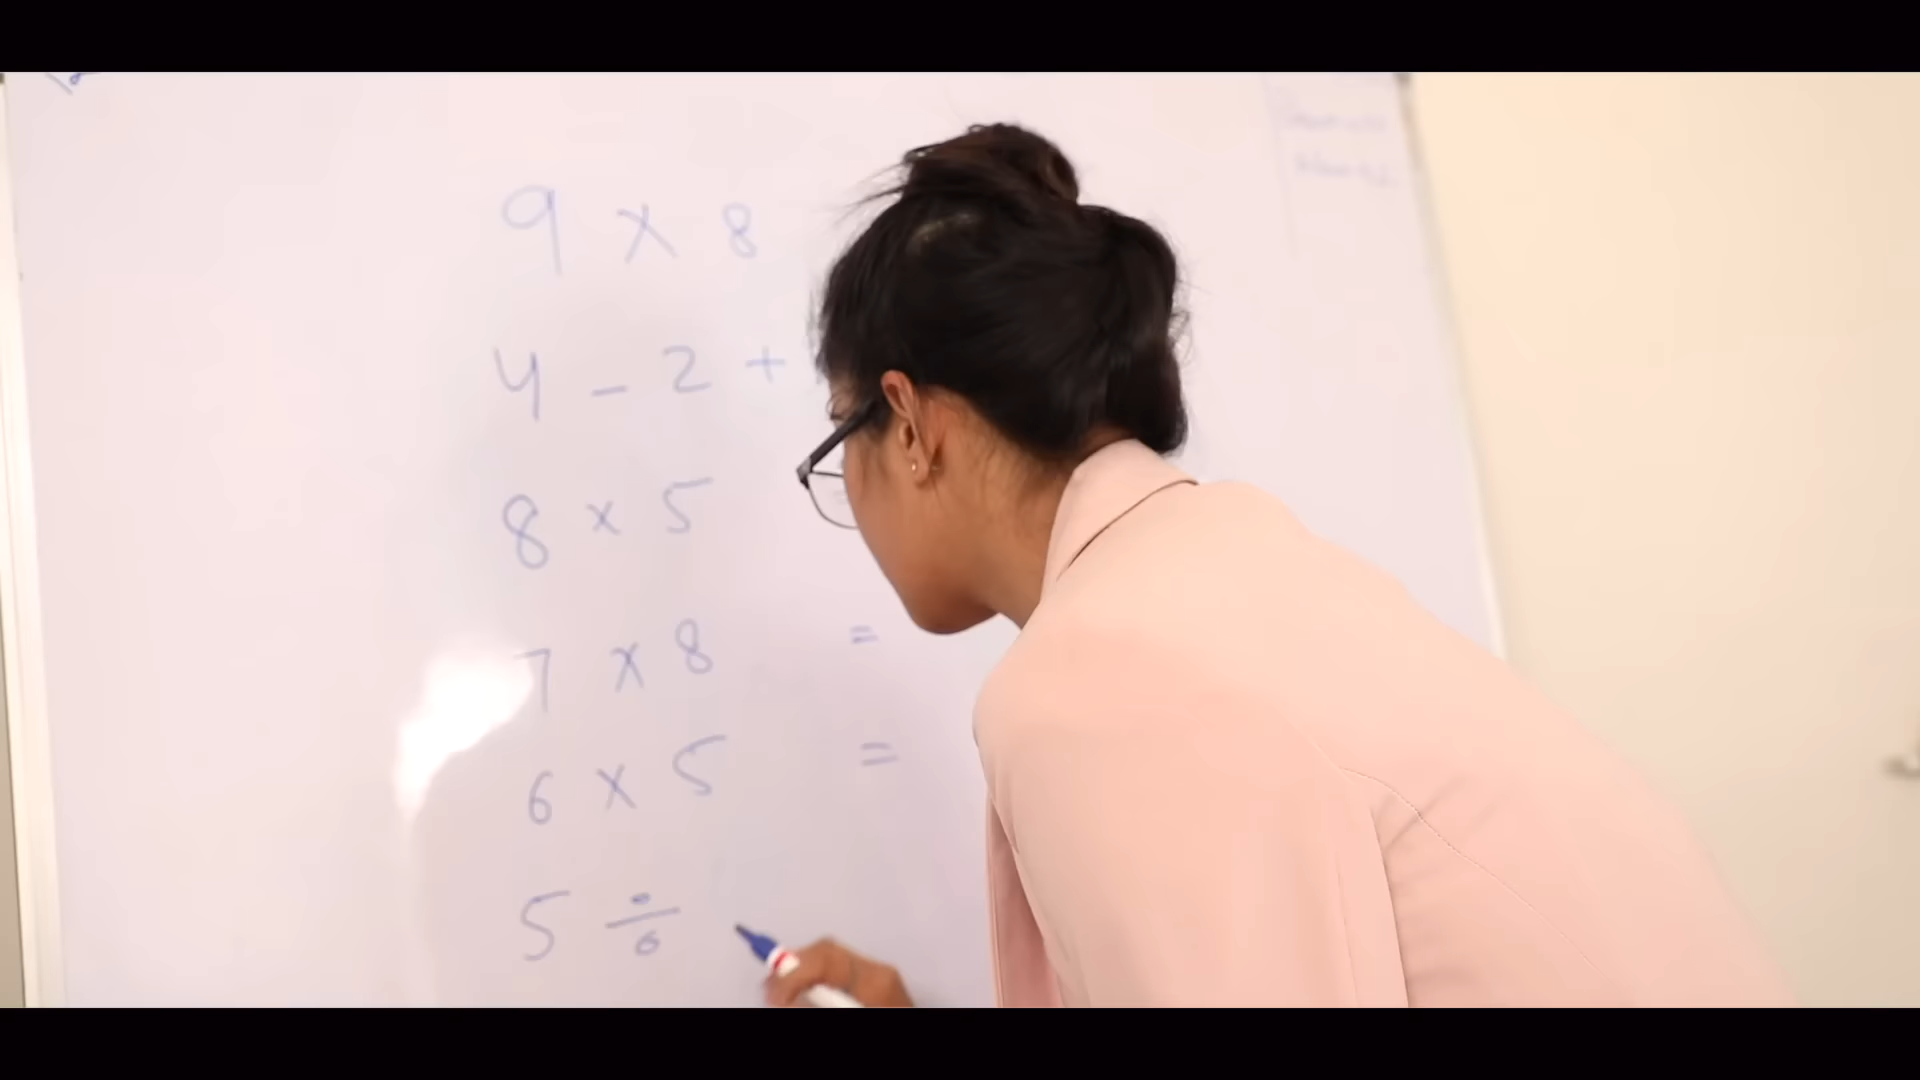 9 x 8
4 - 2 +
8 x 5
7 x 8 =
6 x 5 =
5 ÷